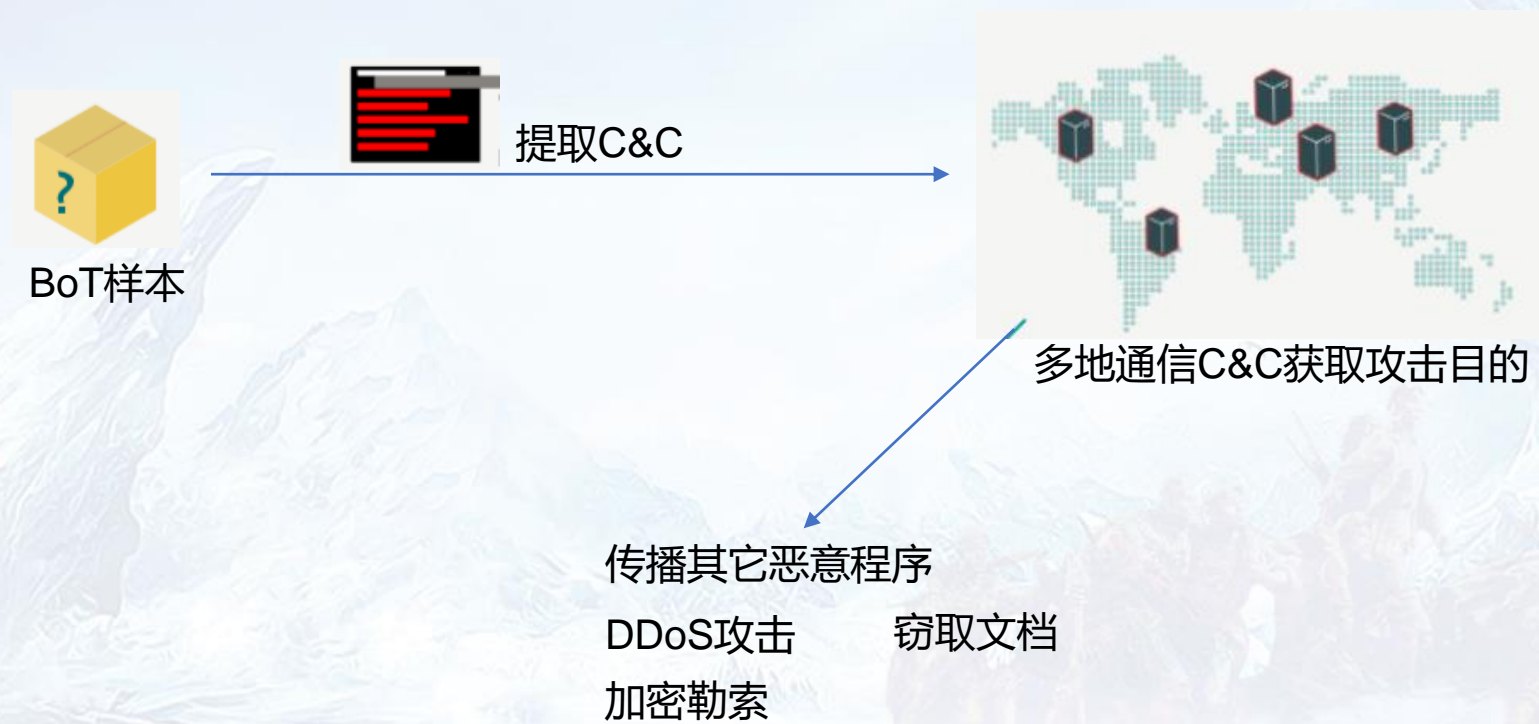 提取C&C
BoT样本
?
多地通信C&C获取攻击目的
传播其它恶意程序
DDoS攻击 窃取文档
加密勒索